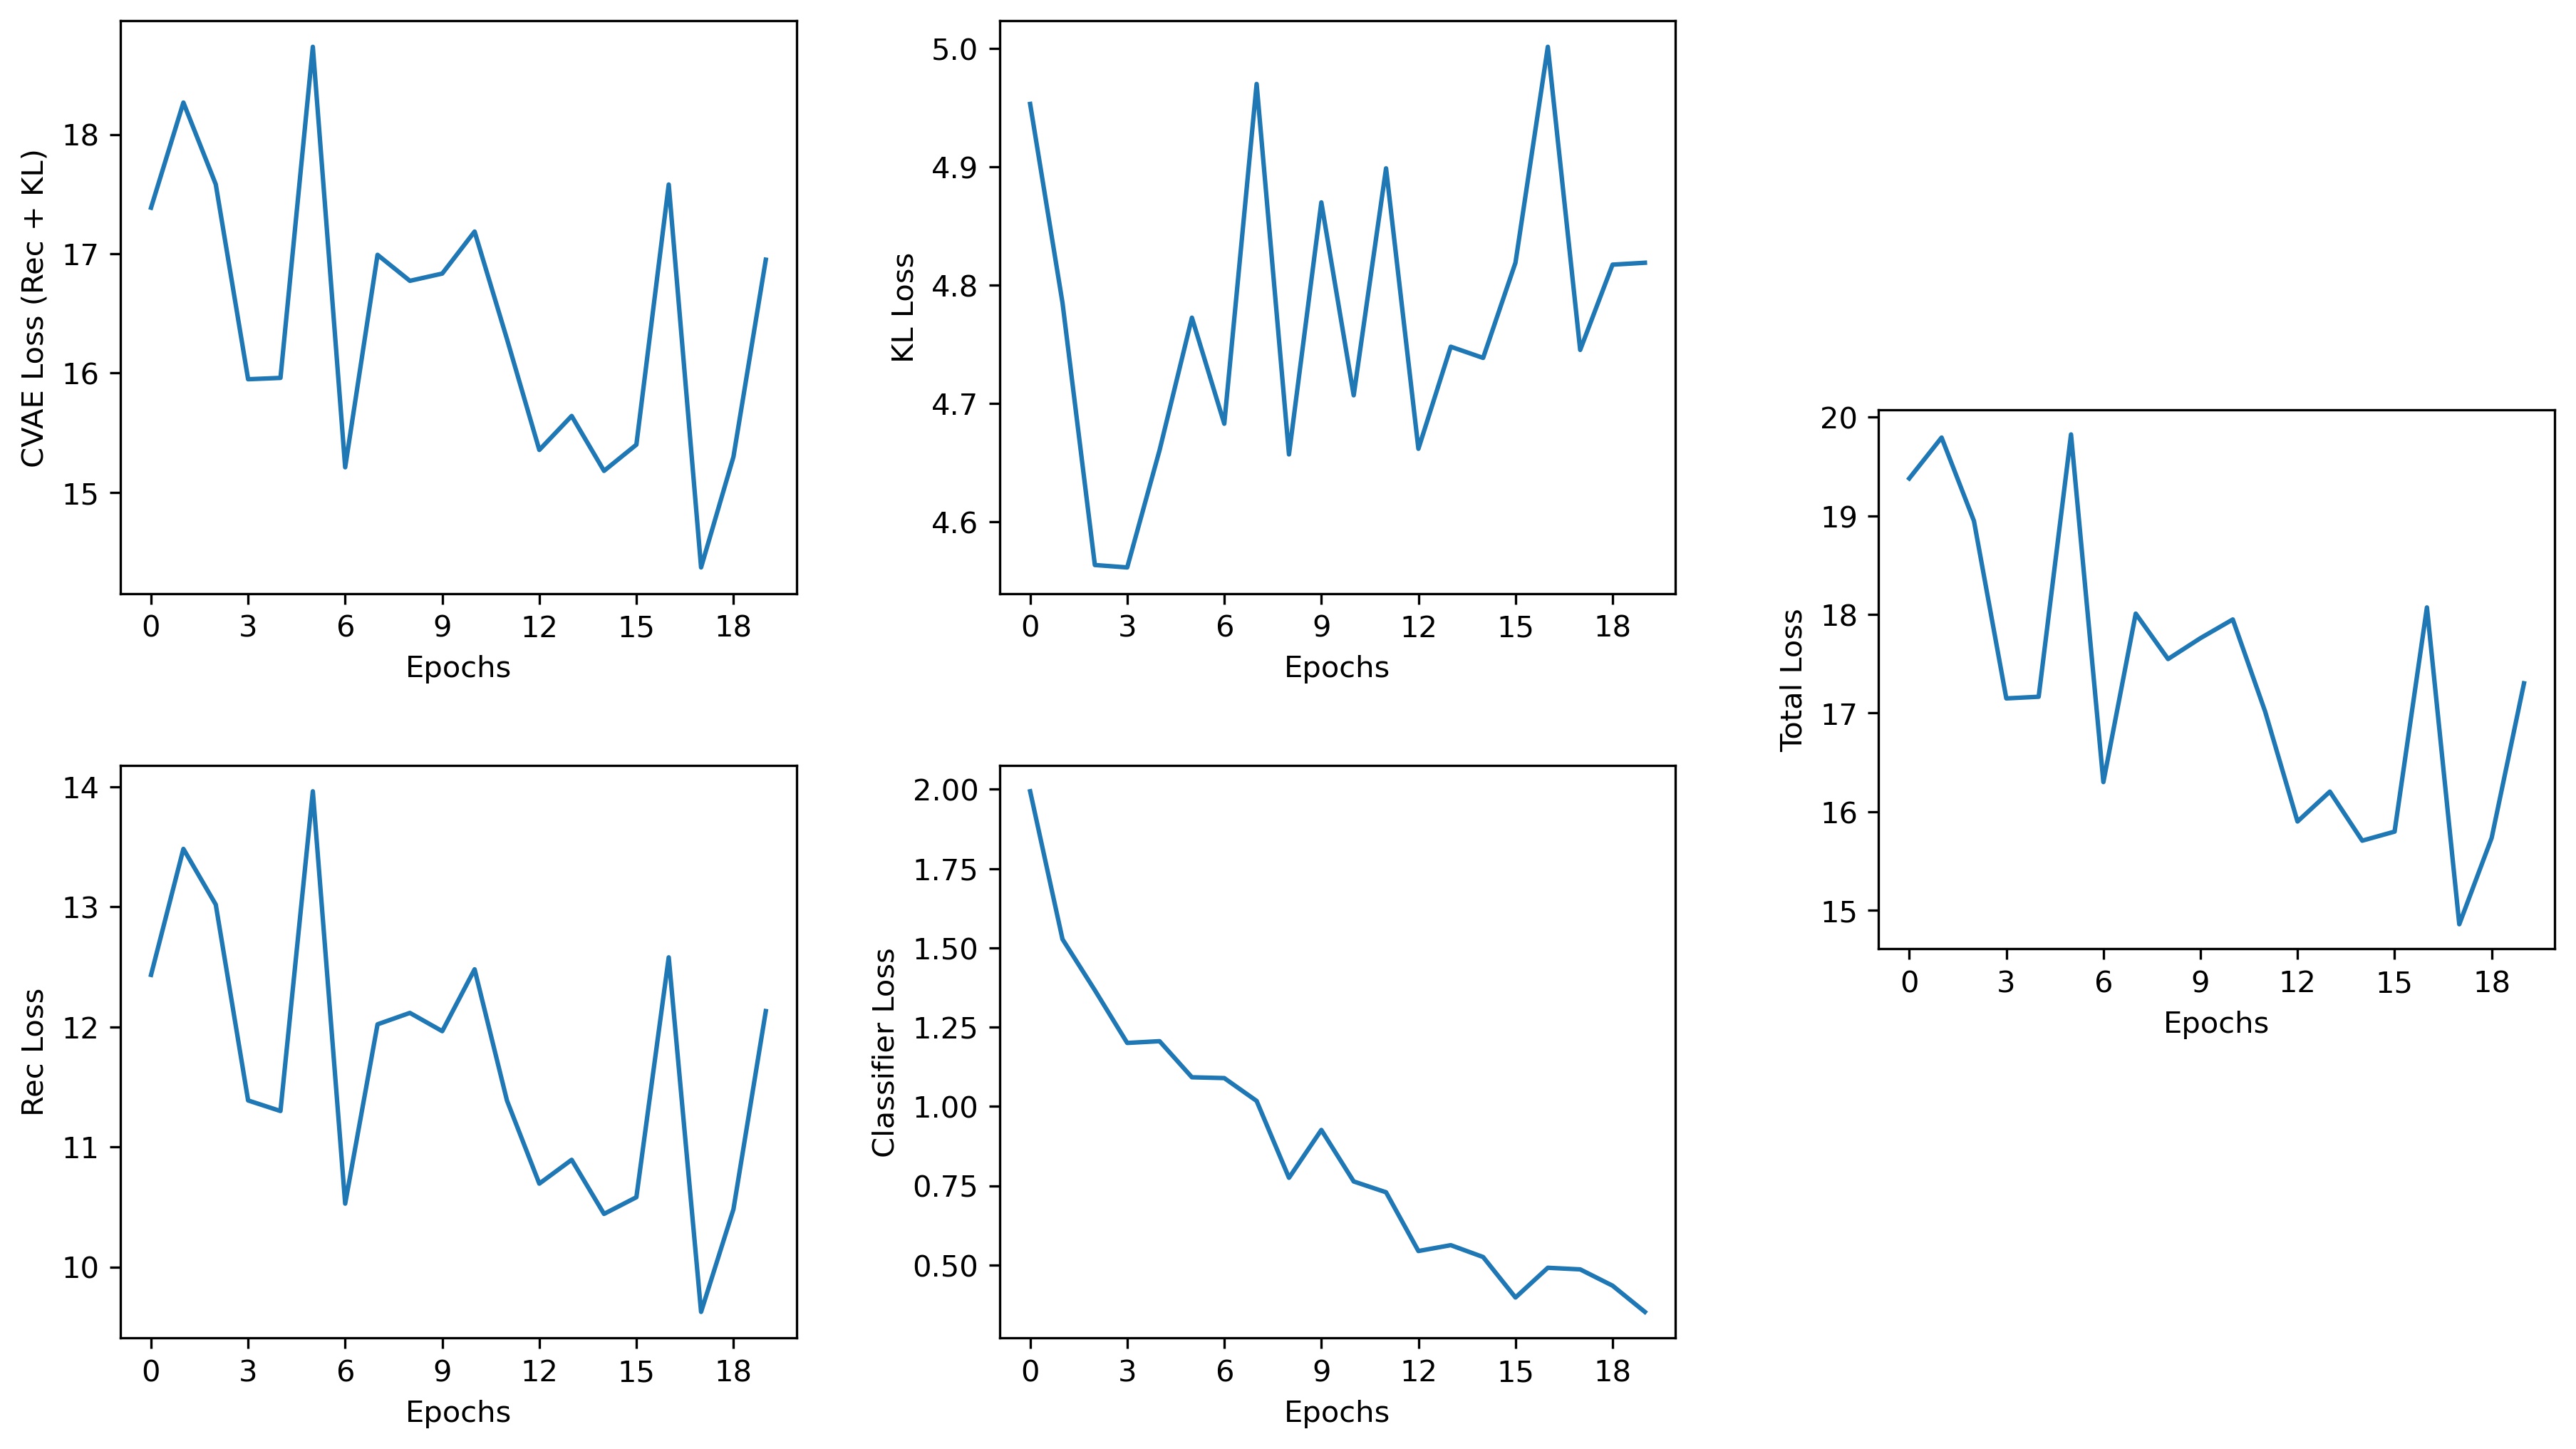 CVAE Loss (Rec + KL)
18
17
16
15
0 3 6 9 12 15 18
Epochs
KL Loss
5.0
4.9
4.8
4.7
4.6
0 3 6 9 12 15 18
Epochs
Rec Loss
14
13
12
11
10
0 3 6 9 12 15 18
Epochs
Classifier Loss
2.00
1.75
1.50
1.25
1.00
0.75
0.50
0 3 6 9 12 15 18
Epochs
Total Loss
20
19
18
17
16
15
0 3 6 9 12 15 18
Epochs